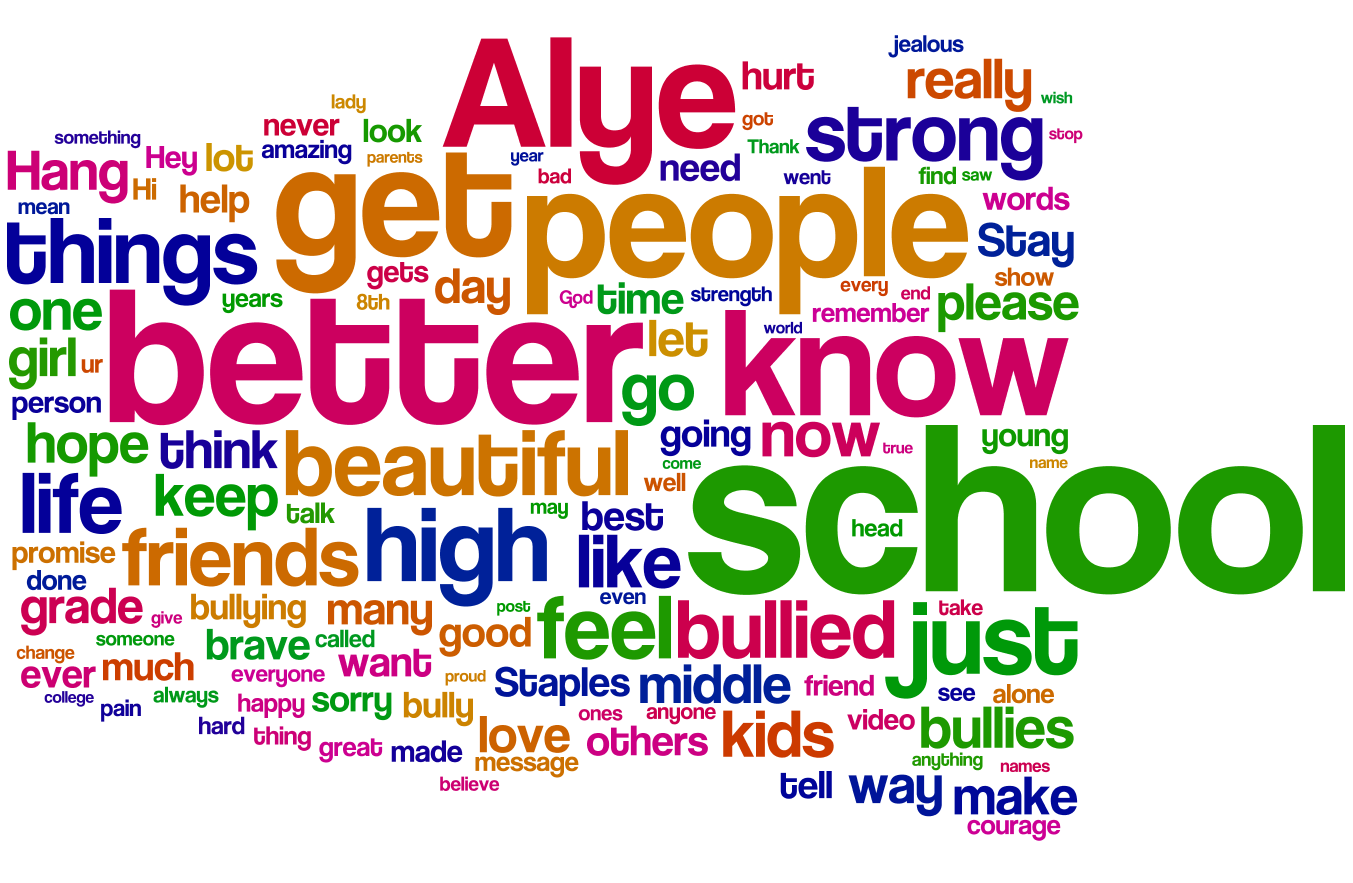 jealous
Alye
hurt
really
lady
wish
never
look
got
strong
something
stop
amazing
Thank
Hang
Hey
lot
parents
year
need
Hi
bad
went
find
saw
help
get
people
words
mean
things
Stay
gets
day
show
years
8th
God
time
strength
every
end
one
remember
please
better
let
world
know
girl
ur
go
person
hope
think
beautiful
going
now
true
young
come
name
life
keep
well
school
talk
may
best
head
friends
high
like
promise
done
even
grade
give
bullying
many
post
feel
bullied
take
just
someone
brave
called
good
change
ever
much
everyone
want
proud
Staples
middle
friend
see
alone
college
pain
always
happy
sorry
bully
ones
anyone
video
hard
thing
great
made
love
others
kids
bullies
message
anything
names
believe
tell
way
make
courage